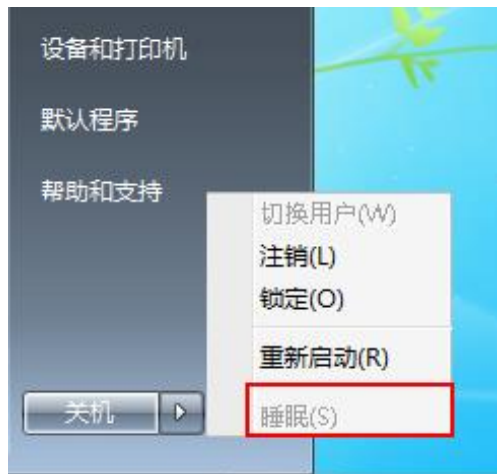 设备和打印机
默认程序
帮助和支持
切换用户(W)
注销(L)
锁定(O)
重新启动(R)
关机
睡眠(S)